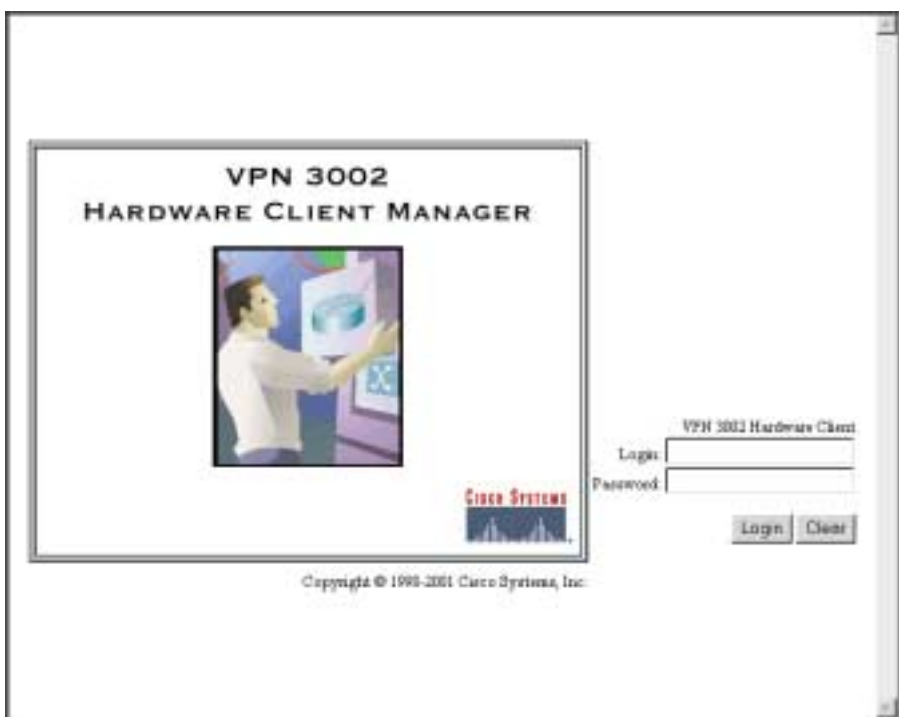 VPN 3002
HARDWARE CLIENT MANAGER
CISCO SYSTEMS
VPN 3002 Hardware Client
Login:
Password:
Login Clear
Copyright © 1998-2001 Cisco Systems, Inc.